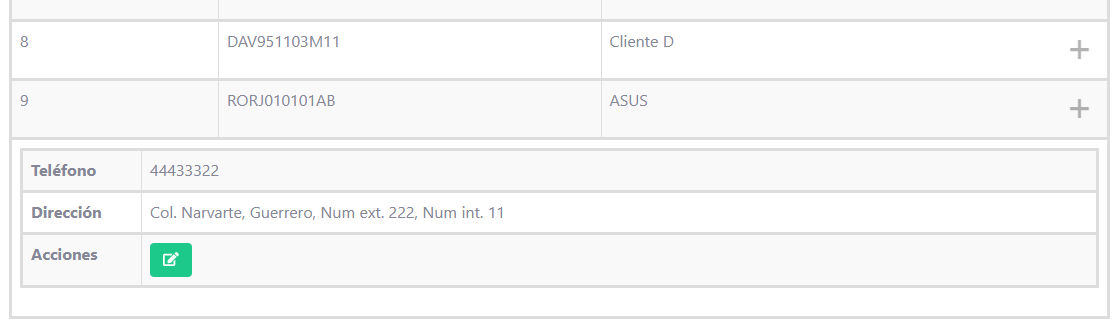 8 DAV951103M11 Cliente D
9 RORJ010101AB ASUS
Teléfono 44433322
Dirección Col. Narvarte, Guerrero, Num ext. 222, Num int. 11
Acciones